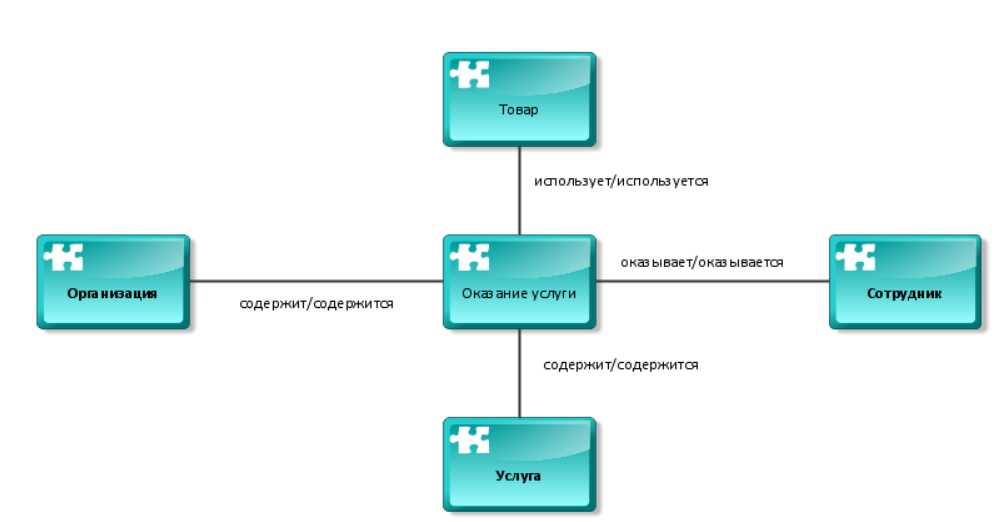 Товар
использует/используется
оказывает/оказывается
Организация
Оказание услуги
Сотрудник
содержит/содержится
содержит/содержится
Услуга